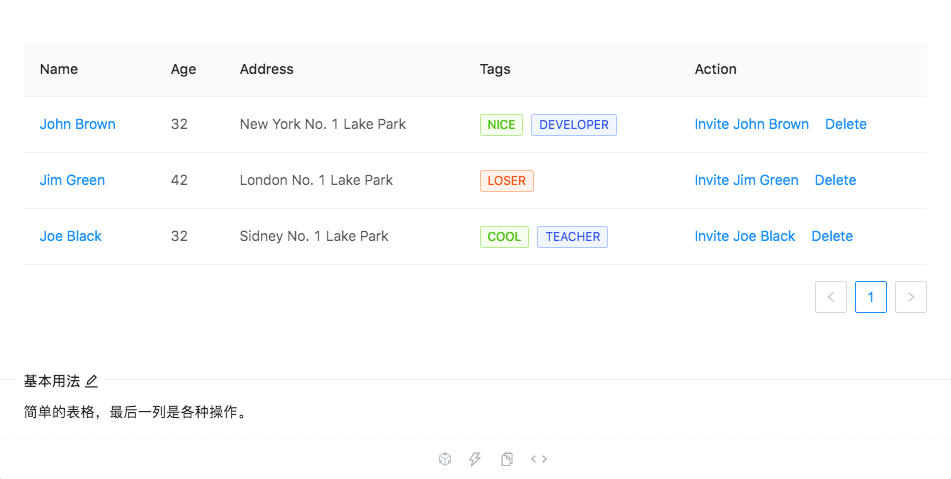 Name Age Address Tags Action
John Brown 32 New York No. 1 Lake Park NICE DEVELOPER Invite John Brown Delete
Jim Green 42 London No. 1 Lake Park LOSER Invite Jim Green Delete
Joe Black 32 Sidney No. 1 Lake Park COOL TEACHER Invite Joe Black Delete
1
基本用法
简单的表格，最后一列是各种操作。